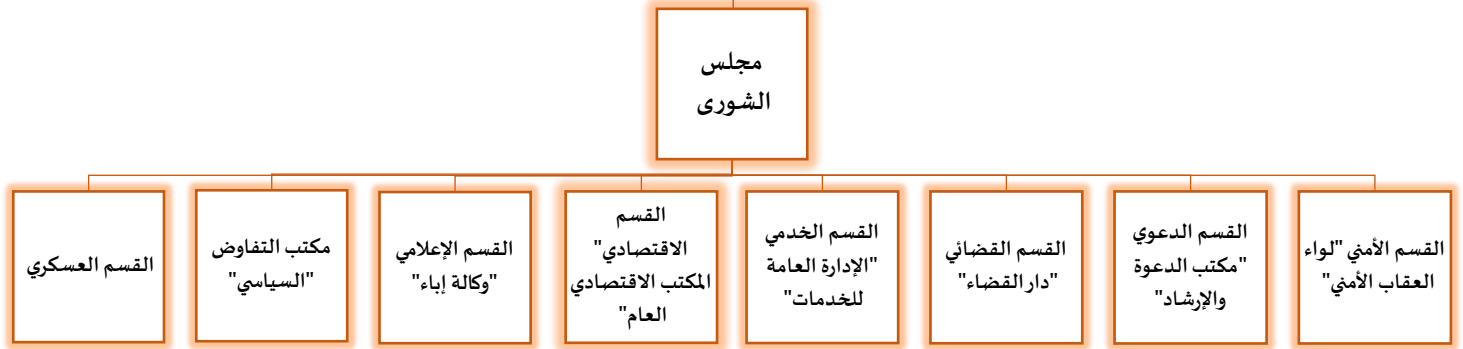 مجلس
الشورى
القسم الأمني "لواء
العقاب الأمني"
القسم الدعوي
"مكتب الدعوة
والإرشاد"
القسم القضائي
"دار القضاء"
القسم الخدمي
"الإدارة العامة
للخدمات"
القسم
الاقتصادي"
المكتب الاقتصادي
العام"
القسم الإعلامي
"وكالة إباء"
مكتب التفاوض
"السياسي"
القسم العسكري